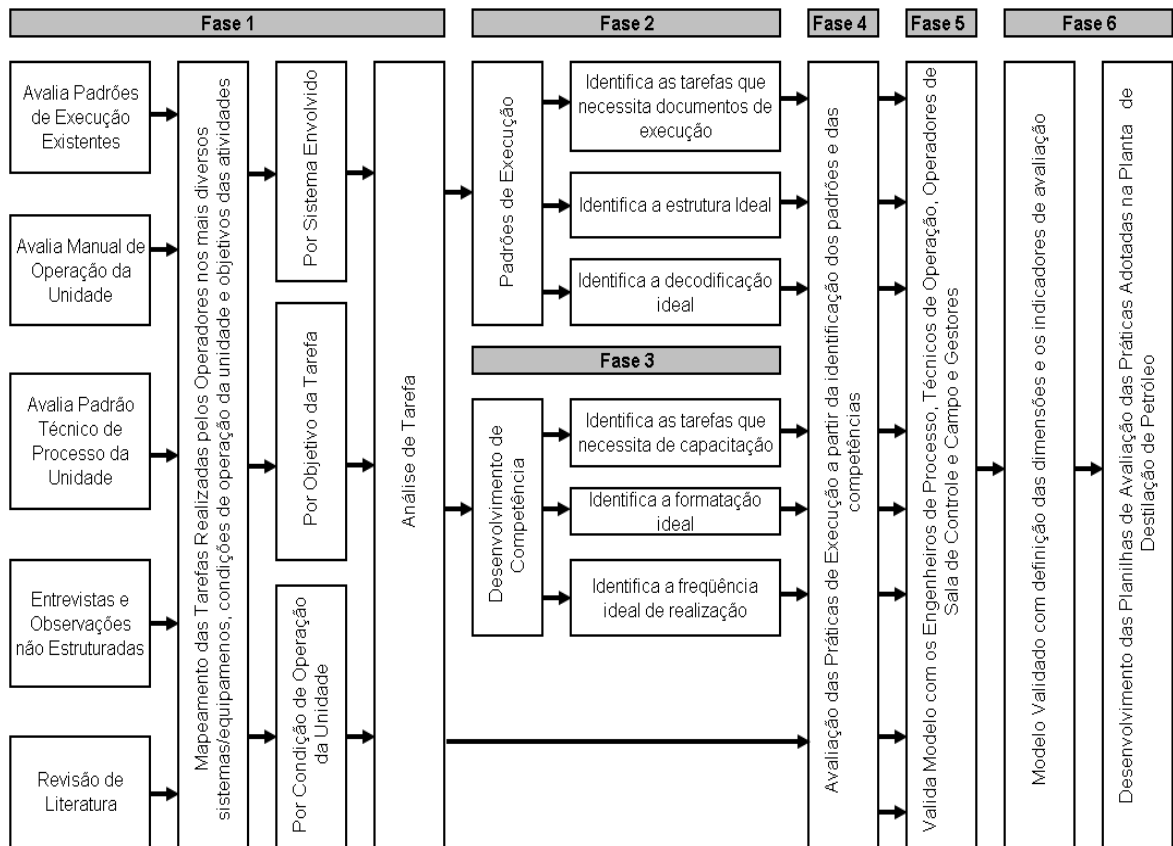 Fase 1
Avalia Padrões
de Execução
Existentes
Avalia Manual de
Operação da
Unidade
Avalia Padrão
Técnico de
Processo da
Unidade
Entrevistas e
Observações
não Estruturadas
Revisão de
Literatura
Mapeamento das Tarefas Realizadas pelos Operadores nos mais diversos
sistemas/equipamenos, condições de operação da unidade e objetivos das atividades
Por Sistema Envolvido
Por Objetivo da Tarefa
Por Condição de Operação
da Unidade
Análise de Tarefa
Fase 2
Padrões de Execução
Identifica as tarefas que
necessita documentos de
execução
Identifica a estrutura Ideal
Identifica a decodificação
ideal
Fase 3
Desenvolvimento de
Competência
Identifica as tarefas que
necessita de capacitação
Identifica a formatação
ideal
Identifica a freqüência
ideal de realização
Fase 4
Avaliação das Práticas de Execução a partir da identificação dos padrões e das
competências
Fase 5
Valida Modelo com os Engenheiros de Processo, Técnicos de Operação, Operadores de
Sala de Controle e Campo e Gestores
Fase 6
Modelo Validado com definição das dimensões e os indicadores de avaliação
Desenvolvimento das Planilhas de Avaliação das Práticas Adotadas na Planta de
Destilação de Petróleo